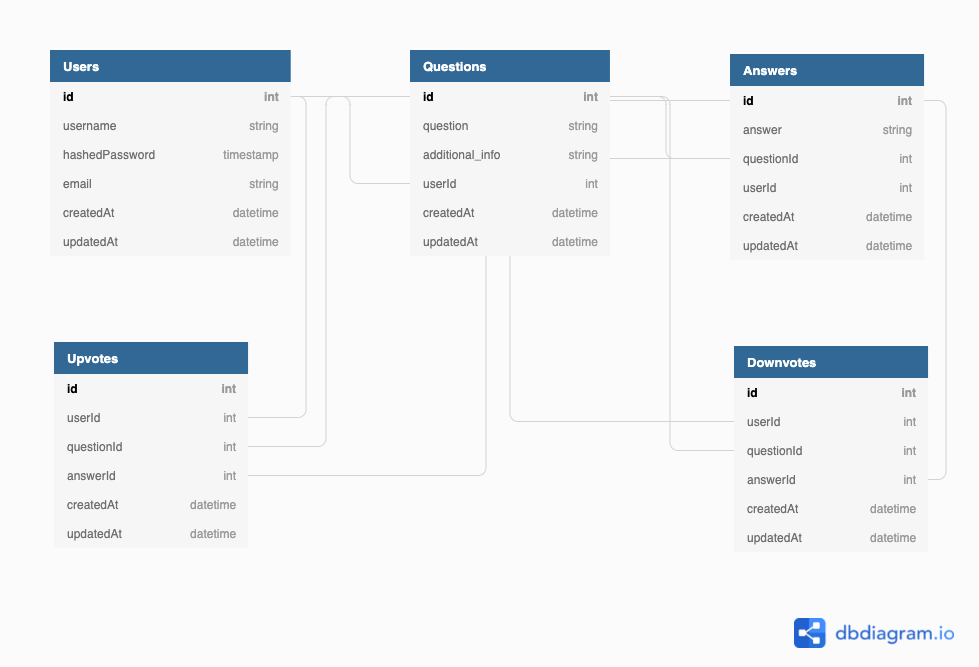 Users
id int
username string
hashedPassword timestamp
email string
createdAt datetime
updatedAt datetime
Questions
id int
question string
additional_info string
userId int
createdAt datetime
updatedAt datetime
Answers
id int
answer string
questionId int
userId int
createdAt datetime
updatedAt datetime
Upvotes
id int
userId int
questionId int
answerId int
createdAt datetime
updatedAt datetime
Downvotes
id int
userId int
questionId int
answerId int
createdAt datetime
updatedAt datetime
dbdiagram.io